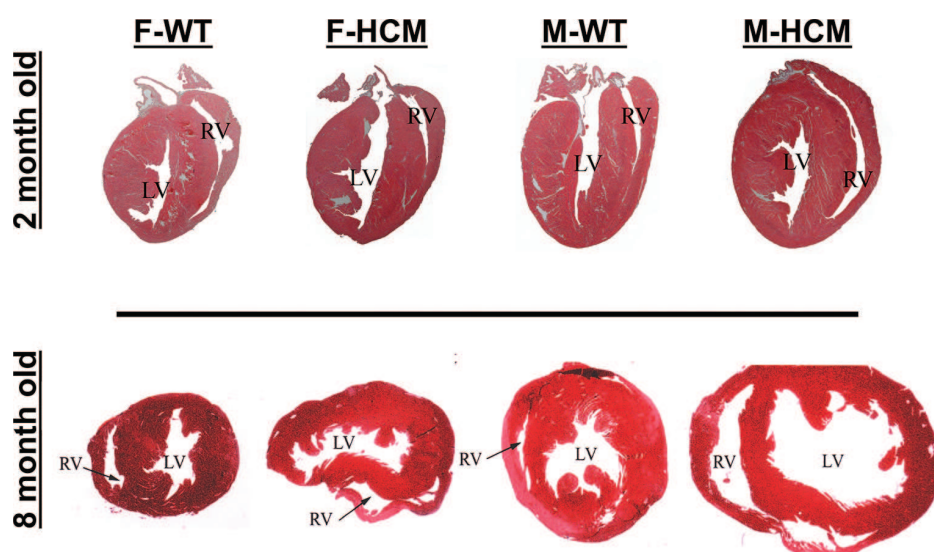 F-WT F-HCM M-WT M-HCM
2 month old
LV RV LV RV LV RV LV RV
8 month old
RV LV LV RV RV LV RV LV